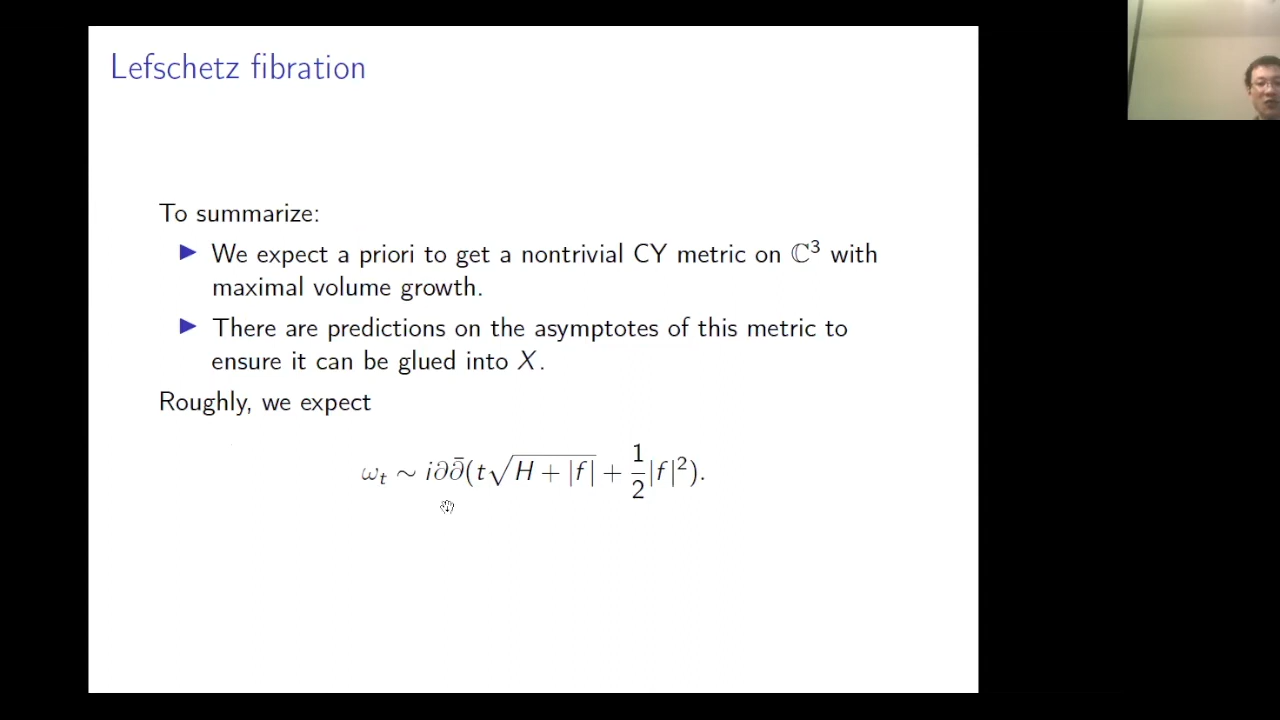 Lefschetz fibration
To summarize:
▶ We expect a priori to get a nontrivial CY metric on ℂ³ with
maximal volume growth.
▶ There are predictions on the asymptotes of this metric to
ensure it can be glued into X.
Roughly, we expect
ω_t ∼ i∂∂̄(t√(H + |f|) + 1/2 |f|²).